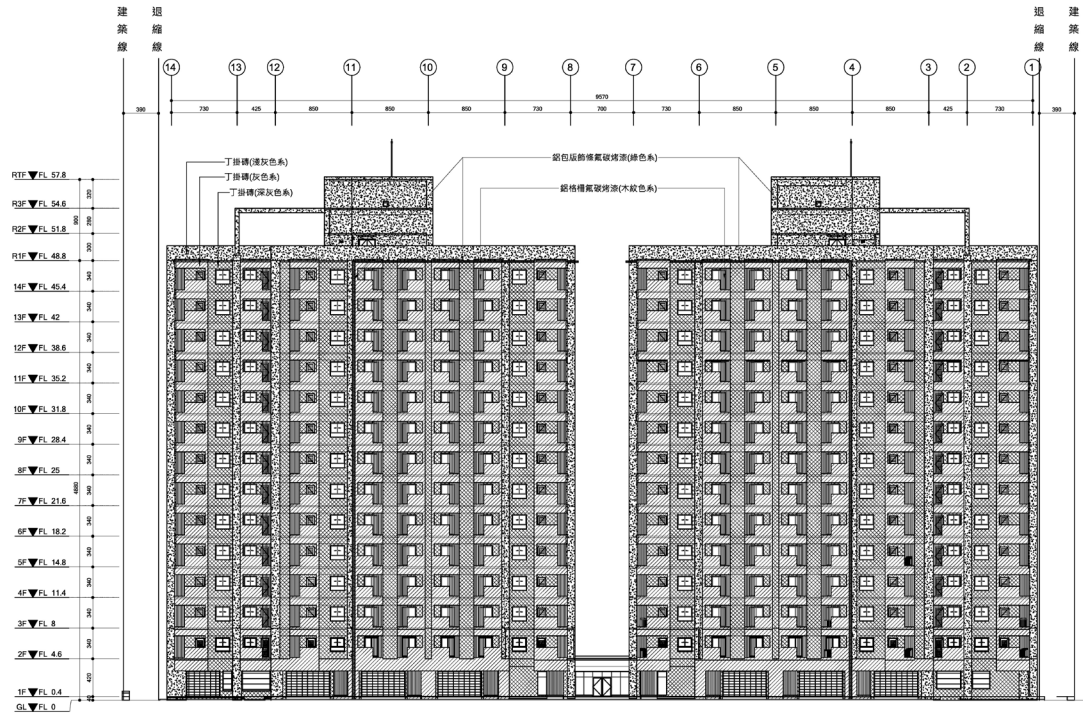 建築線
退縮線
退縮線
建築線
14
13
12
11
10
9
8
7
6
5
4
3
2
1
9570
390
730
425
850
850
850
730
700
730
850
850
850
425
730
390
丁掛磚(淺灰色系)
丁掛磚(灰色系)
丁掛磚(深灰色系)
鋁包版飾條氟碳烤漆(綠色系)
鋁格柵氟碳烤漆(木紋色系)
RTF FL 57.8
R3F FL 54.6
R2F FL 51.8
R1F FL 48.8
14F FL 45.4
13F FL 42
12F FL 38.6
11F FL 35.2
10F FL 31.8
9F FL 28.4
8F FL 25
7F FL 21.6
6F FL 18.2
5F FL 14.8
4F FL 11.4
3F FL 8
2F FL 4.6
1F FL 0.4
GL FL 0
320
280
300
900
340
340
340
340
340
340
340
340
340
340
340
340
340
420
4880